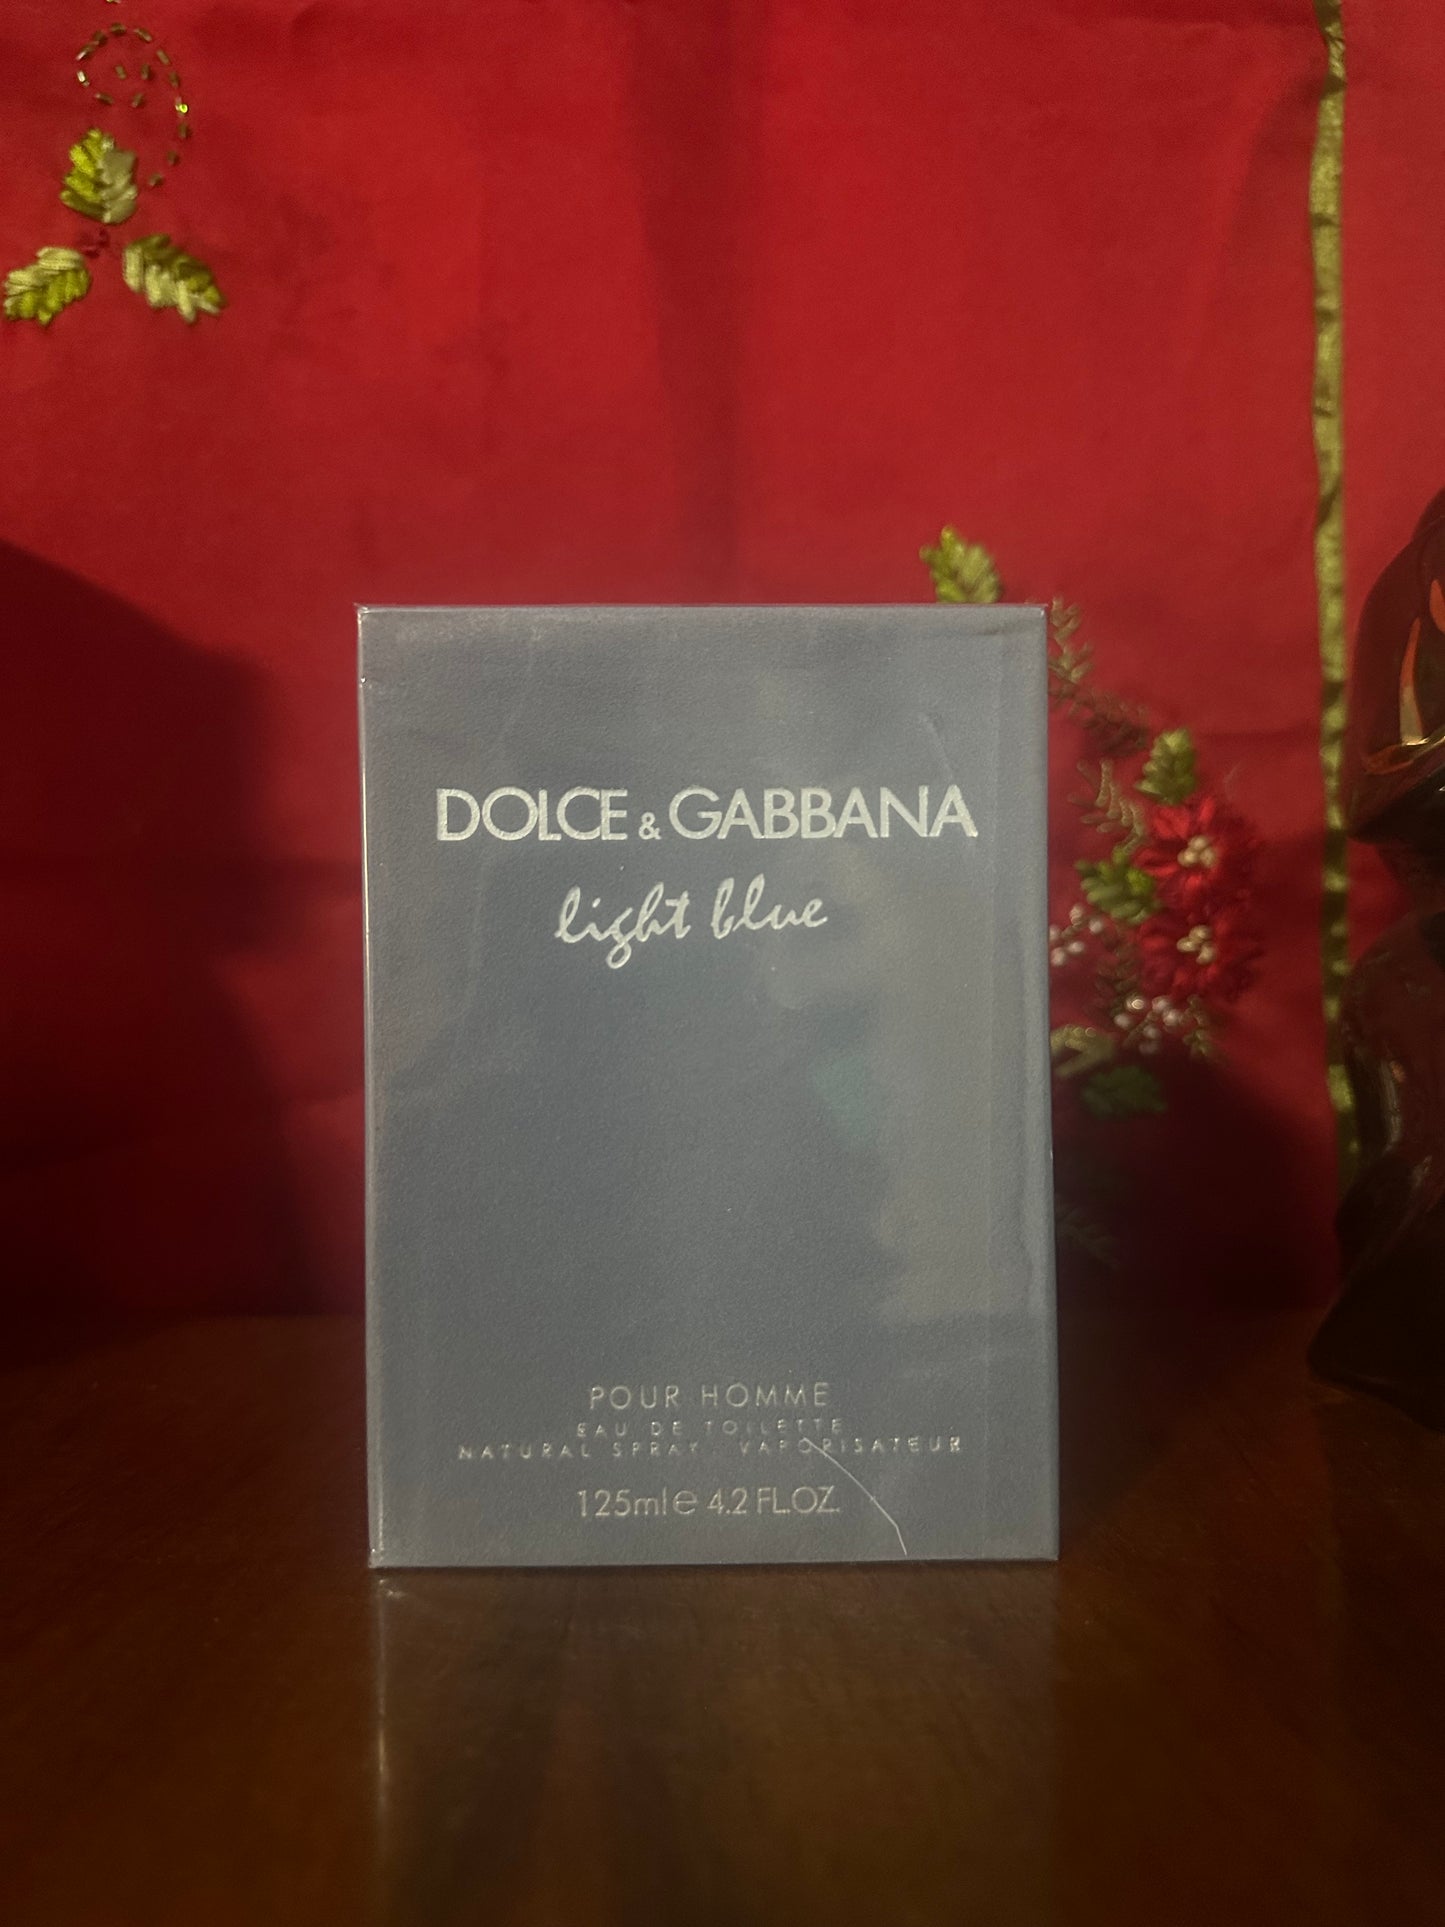 DOLCE & GABBANA
light blue
POUR HOMME
EAU DE TOILETTE
NATURAL SPRAY · VAPORISATEUR
125ml e 4.2 FL.OZ.